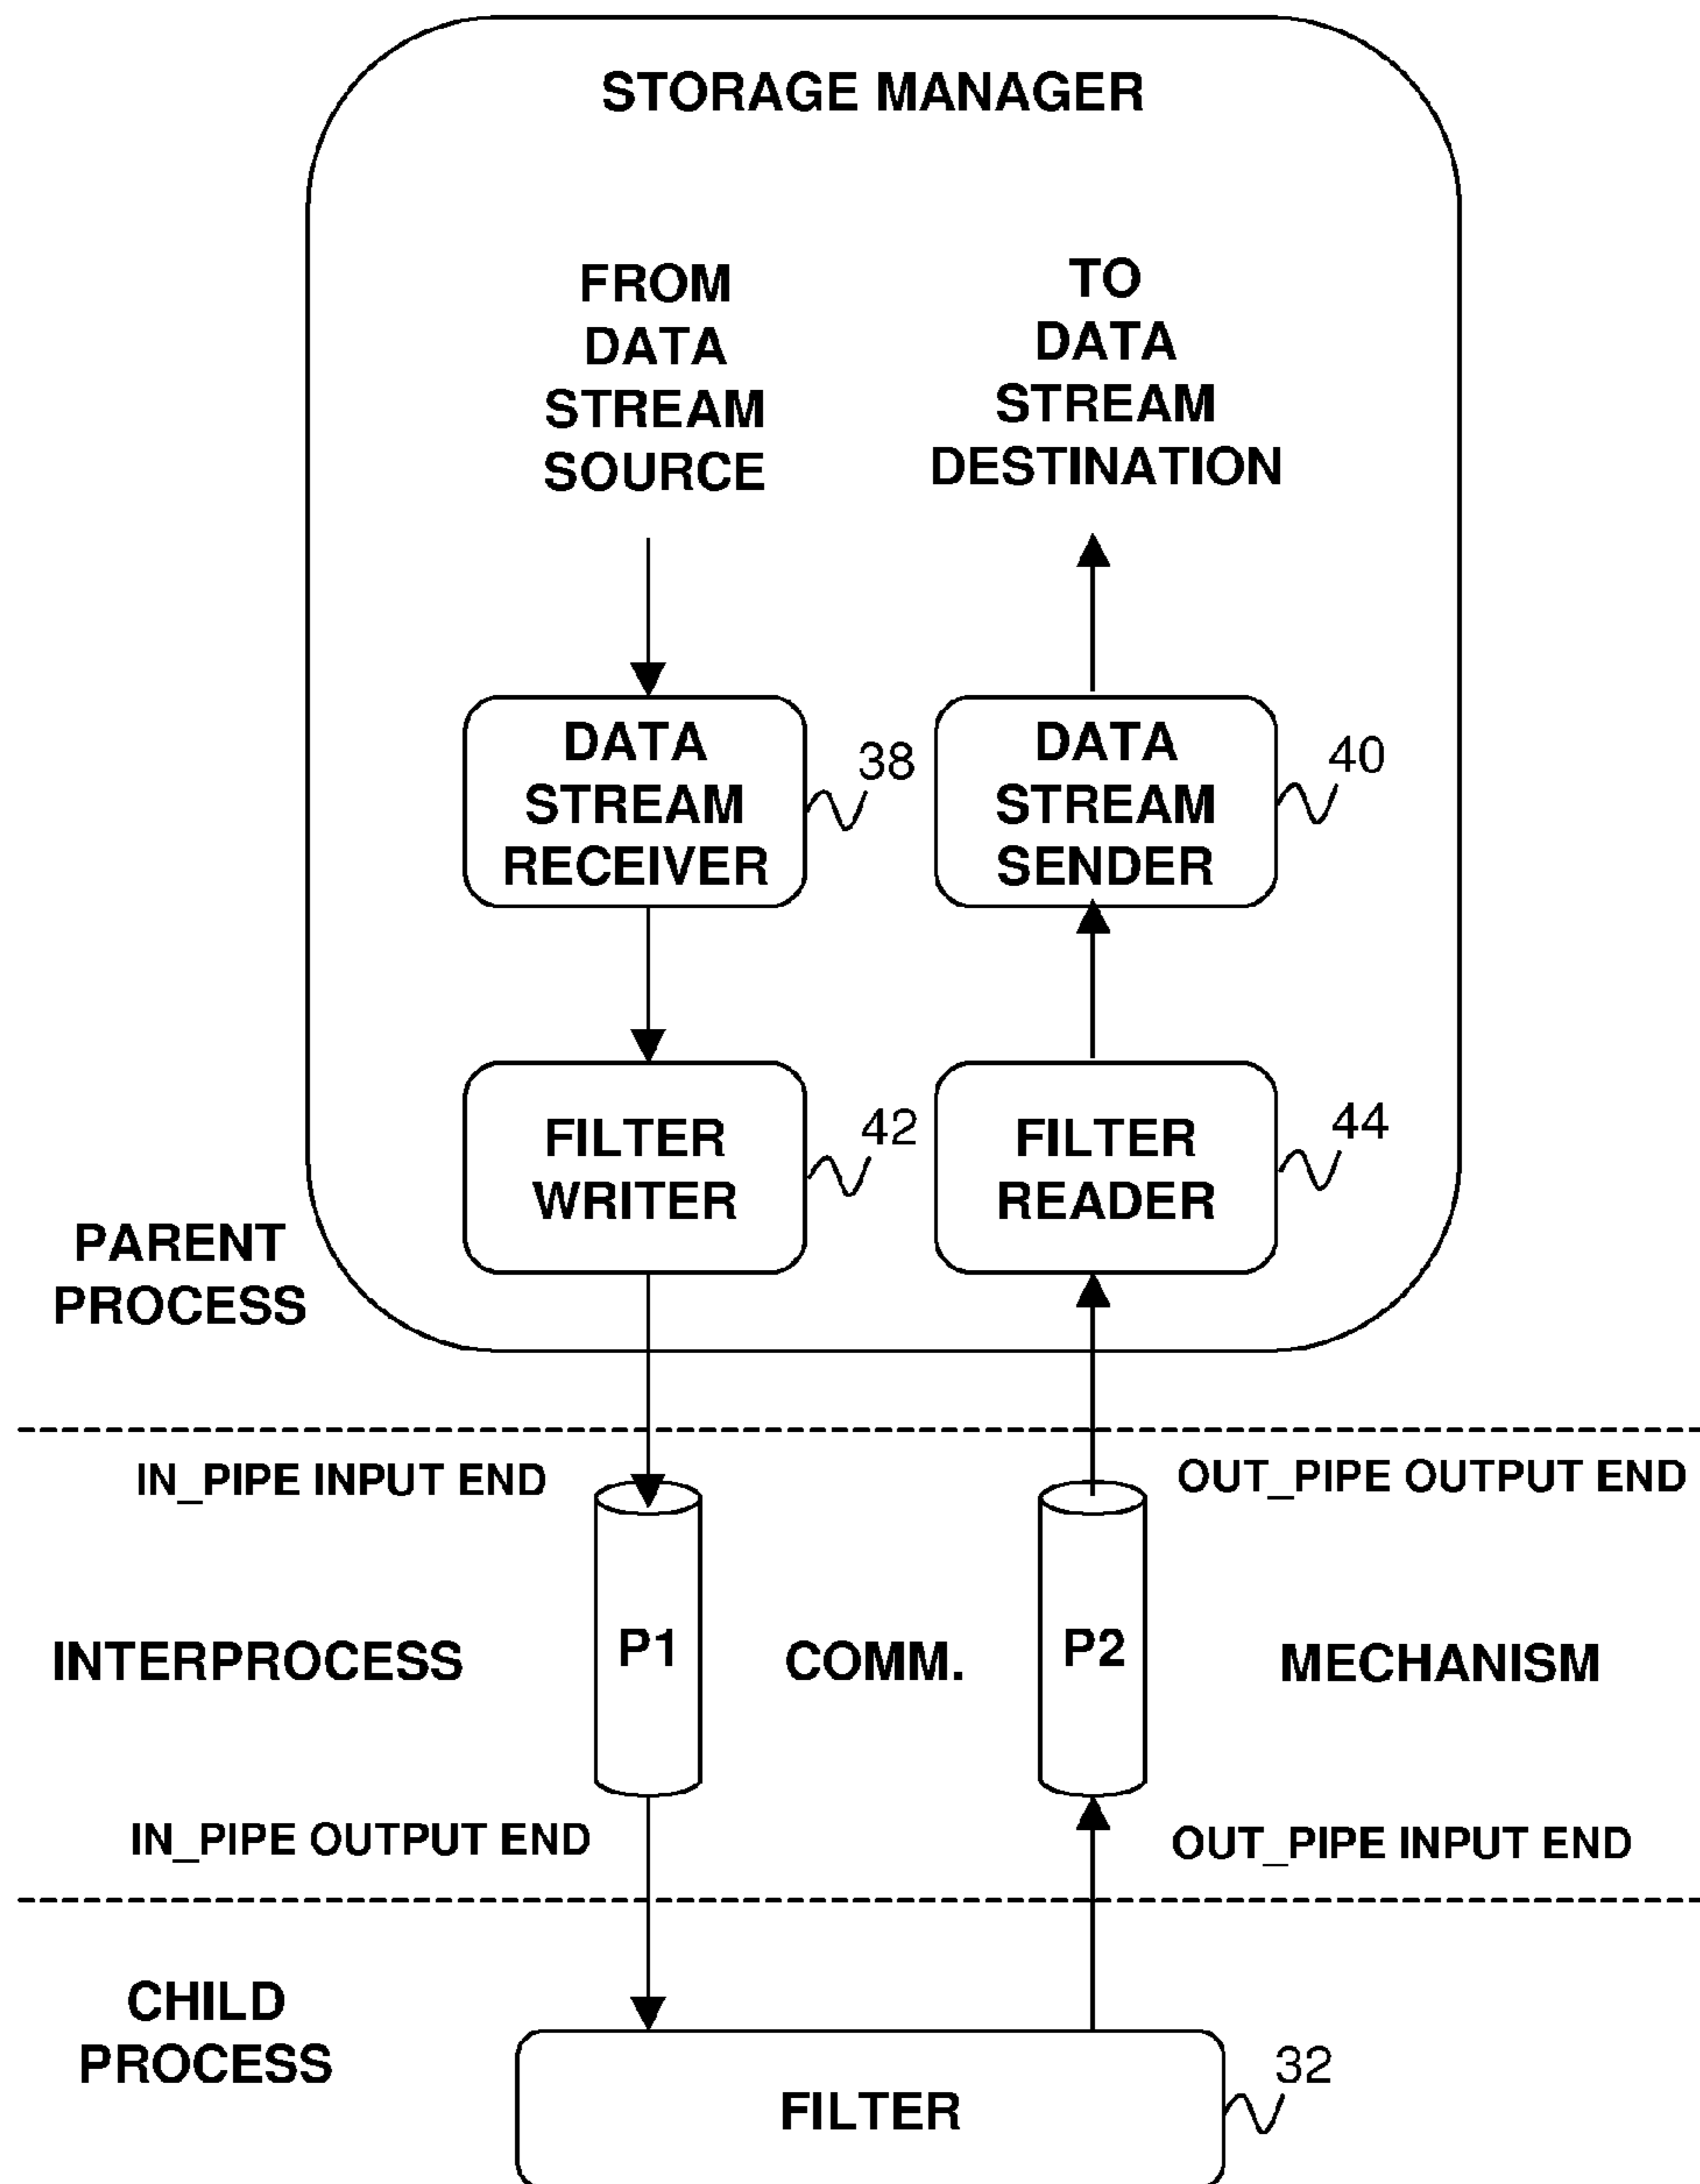 STORAGE MANAGER
FROM
DATA
STREAM
SOURCE
TO
DATA
STREAM
DESTINATION
DATA
STREAM
RECEIVER
38
DATA
STREAM
SENDER
40
FILTER
WRITER
42
FILTER
READER
44
PARENT
PROCESS
IN_PIPE INPUT END
OUT_PIPE OUTPUT END
INTERPROCESS
P1
COMM.
P2
MECHANISM
IN_PIPE OUTPUT END
OUT_PIPE INPUT END
CHILD
PROCESS
FILTER
32